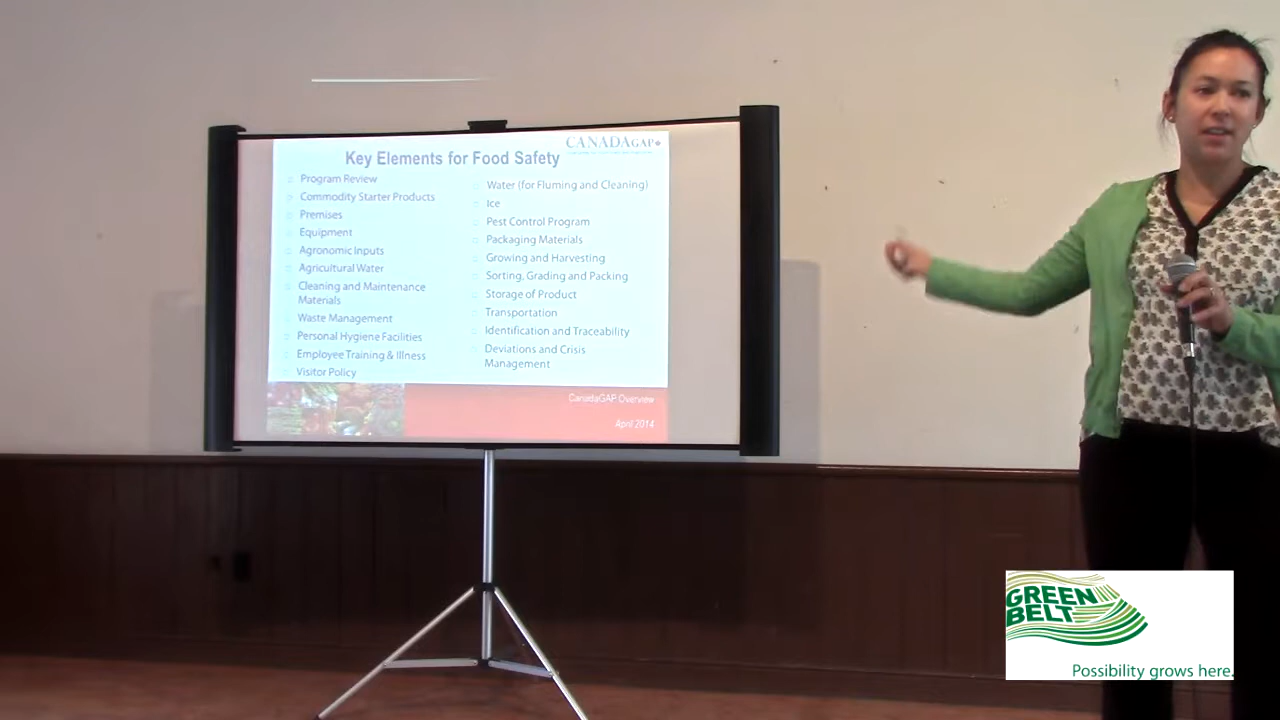 CANADAGAP
Key Elements for Food Safety
Program Review
Commodity Starter Products
Premises
Equipment
Agronomic Inputs
Agricultural Water
Cleaning and Maintenance
Materials
Waste Management
Personal Hygiene Facilities
Employee Training & Illness
Visitor Policy
Water (for Fluming and Cleaning)
Ice
Pest Control Program
Packaging Materials
Growing and Harvesting
Sorting, Grading and Packing
Storage of Product
Transportation
Identification and Traceability
Deviations and Crisis
Management
CanadaGAP Overview
April 2014
GREEN
BELT
Possibility grows here.